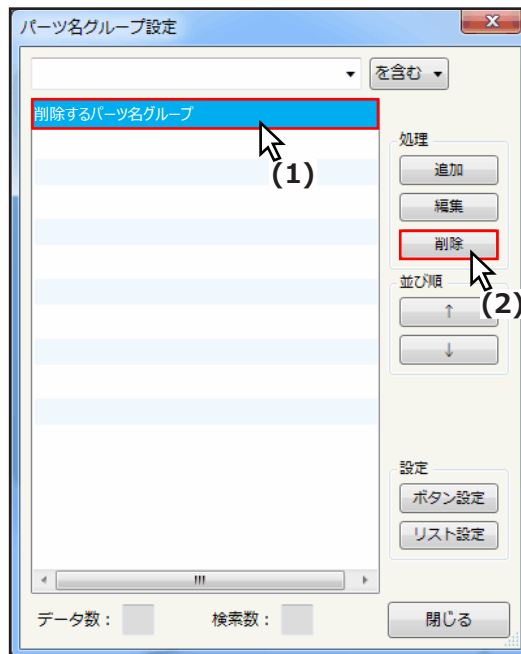 パーツ名グループ設定
を含む
削除するパーツ名グループ
(1)
処理
追加
編集
削除
(2)
並び順
↑
↓
設定
ボタン設定
リスト設定
データ数：
検索数：
閉じる